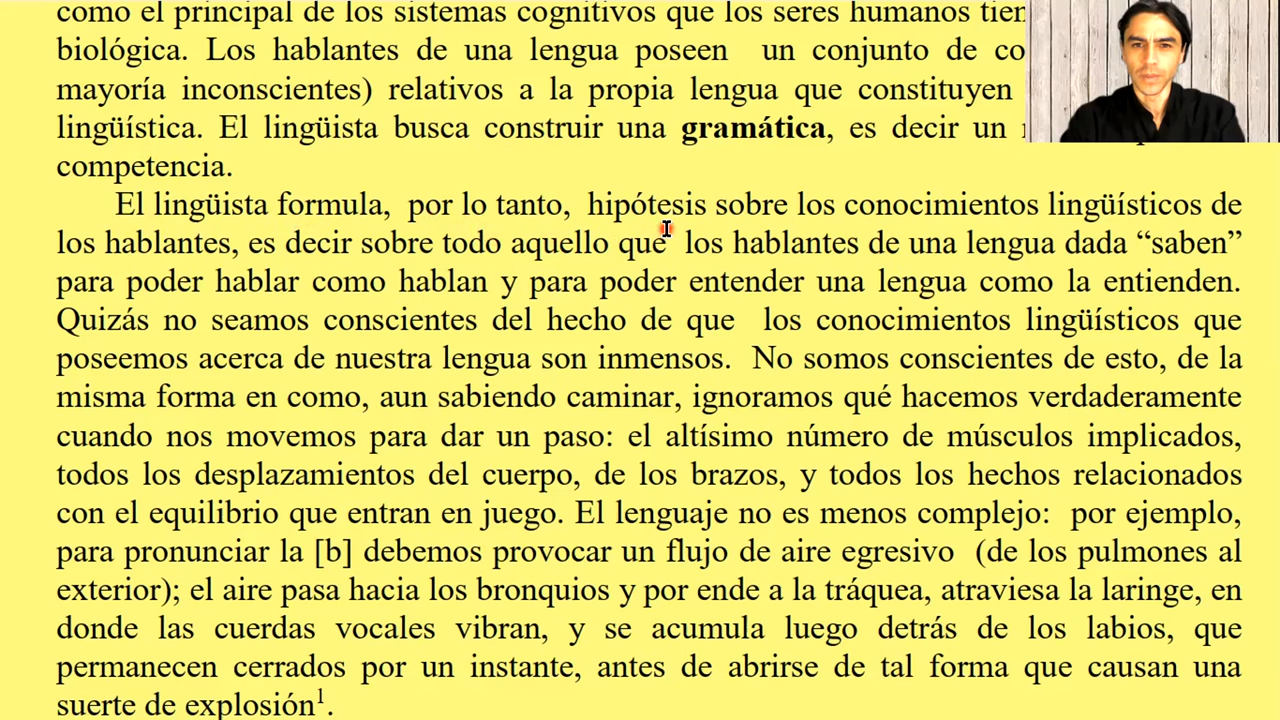 como el principal de los sistemas cognitivos que los seres humanos
biológica. Los hablantes de una lengua poseen un conjunto de
mayoría inconscientes) relativos a la propia lengua que constituyen
lingüística. El lingüista busca construir una gramática, es decir un
competencia.
El lingüista formula, por lo tanto, hipótesis sobre los conocimientos lingüísticos de
los hablantes, es decir sobre todo aquello que los hablantes de una lengua dada “saben”
para poder hablar como hablan y para poder entender una lengua como la entienden.
Quizás no seamos conscientes del hecho de que los conocimientos lingüísticos que
poseemos acerca de nuestra lengua son inmensos. No somos conscientes de esto, de la
misma forma en como, aun sabiendo caminar, ignoramos qué hacemos verdaderamente
cuando nos movemos para dar un paso: el altísimo número de músculos implicados,
todos los desplazamientos del cuerpo, de los brazos, y todos los hechos relacionados
con el equilibrio que entran en juego. El lenguaje no es menos complejo: por ejemplo,
para pronunciar la [b] debemos provocar un flujo de aire egresivo (de los pulmones al
exterior); el aire pasa hacia los bronquios y por ende a la tráquea, atraviesa la laringe, en
donde las cuerdas vocales vibran, y se acumula luego detrás de los labios, que
permanecen cerrados por un instante, antes de abrirse de tal forma que causan una
suerte de explosión¹.